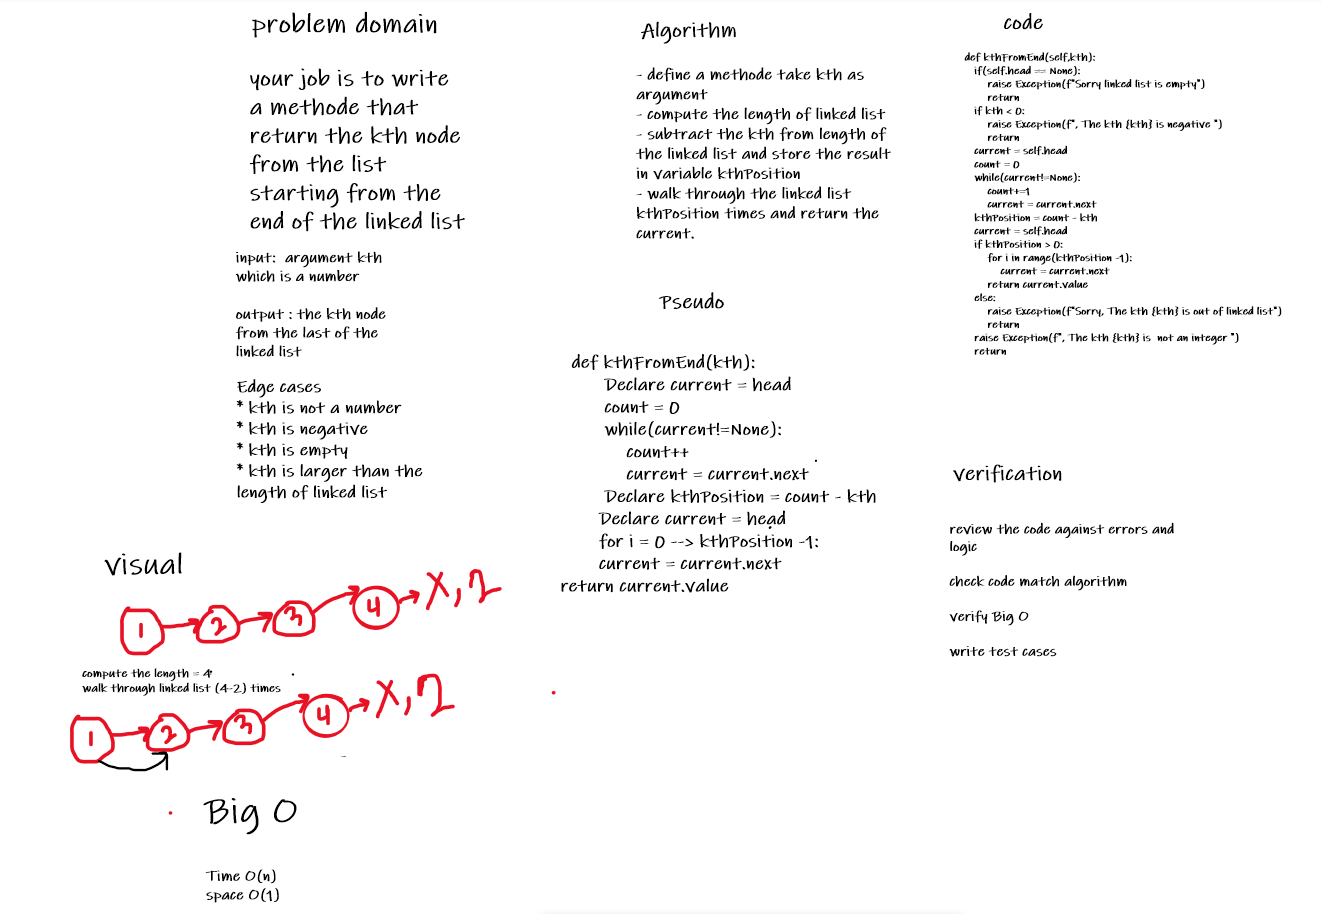 problem domain
your job is to write
a methode that
return the kth node
from the list
starting from the
end of the linked list
input: argument kth
which is a number
output : the kth node
from the last of the
linked list
Edge cases
* kth is not a number
* kth is negative
* kth is empty
* kth is larger than the
length of linked list
visual
1 2 3 4 X, 2
compute the length = 4
walk through linked list (4-2) times
1 2 3 4 X, 2
Big O
Time O(n)
space O(1)
Algorithm
- define a methode take kth as
argument
- compute the length of linked list
- subtract the kth from length of
the linked list and store the result
in variable kthPosition
- walk through the linked list
kthPosition times and return the
current.
Pseudo
def kthFromEnd(kth):
Declare current = head
count = 0
while(current!=None):
count++
current = current.next
Declare kthPosition = count - kth
Declare current = head
for i = 0 --> kthPosition -1:
current = current.next
return current.value
code
def kthFromEnd(self,kth):
if(self.head == None):
raise Exception(f"Sorry linked list is empty")
return
if kth < 0:
raise Exception(f", The kth {kth} is negative ")
return
current = self.head
count = 0
while(current!=None):
count+=1
current = current.next
kthPosition = count - kth
current = self.head
if kthPosition > 0:
for i in range(kthPosition -1):
current = current.next
return current.value
else:
raise Exception(f"Sorry, The kth {kth} is out of linked list")
return
raise Exception(f", The kth {kth} is not an integer ")
return
verification
review the code against errors and
logic
check code match algorithm
verify Big O
write test cases